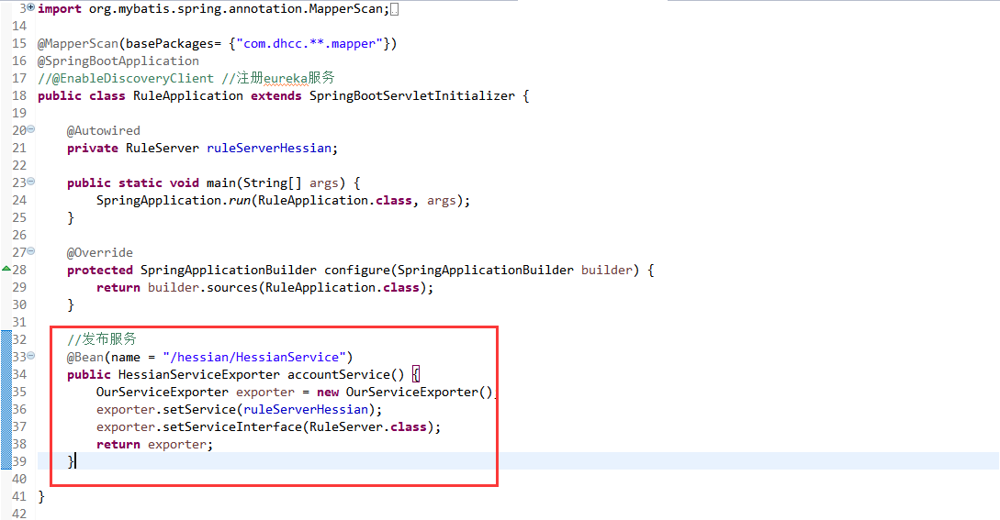 3 import org.mybatis.spring.annotation.MapperScan;
14
15 @MapperScan(basePackages= {"com.dhcc.**.mapper"})
16 @SpringBootApplication
17 //@EnableDiscoveryClient //注册eureka服务
18 public class RuleApplication extends SpringBootServletInitializer {
19
20     @Autowired
21     private RuleServer ruleServerHessian;
22
23     public static void main(String[] args) {
24         SpringApplication.run(RuleApplication.class, args);
25     }
26
27     @Override
28     protected SpringApplicationBuilder configure(SpringApplicationBuilder builder) {
29         return builder.sources(RuleApplication.class);
30     }
31
32     //发布服务
33     @Bean(name = "/hessian/HessianService")
34     public HessianServiceExporter accountService() {
35         OurServiceExporter exporter = new OurServiceExporter();
36         exporter.setService(ruleServerHessian);
37         exporter.setServiceInterface(RuleServer.class);
38         return exporter;
39     }
40
41 }
42